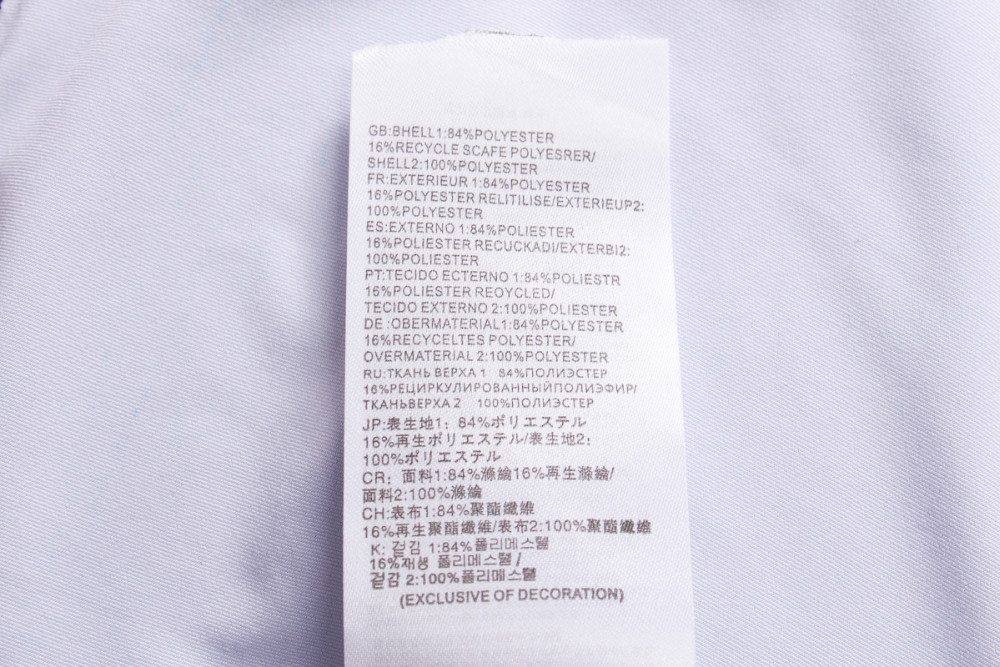 GB:BHELL1:84%POLYESTER
16%RECYCLE SCAFE POLYESRER/
SHELL2:100%POLYESTER
FR:EXTERIEUR 1:84%POLYESTER
16%POLYESTER RELITILISE/EXTERIEUP2:
100%POLYESTER
ES:EXTERNO 1:84%POLIESTER
16%POLIESTER RECUCKADI/EXTERBI2:
100%POLIESTER
PT:TECIDO ECTERNO 1:84%POLIESTR
16%POLIESTER REOYCLED/
TECIDO EXTERNO 2:100%POLIESTER
DE :OBERMATERIAL1:84%POLYESTER
16%RECYCELTES POLYESTER/
OVERMATERIAL 2:100%POLYESTER
RU:ТКАНЬ ВЕРХА 1 84%ПОЛИЭСТЕР
16%РЕЦИРКУЛИРОВАННЫЙПОЛИЭФИР/
ТКАНЬВЕРХА 2 100%ПОЛИЭСТЕР
JP:表生地1; 84%ポリエステル
16%再生ポリエステル/表生地2:
100%ポリエステル
CR; 面料1:84%滌綸16%再生滌綸/
面料2:100%滌綸
CH:表布1:84%聚酯纖維
16%再生聚酯纖維/表布2:100%聚酯纖維
K: 겉감 1:84%폴리메스텔
16%재생 폴리메스텔/
겉감 2:100%폴리메스텔
(EXCLUSIVE OF DECORATION)